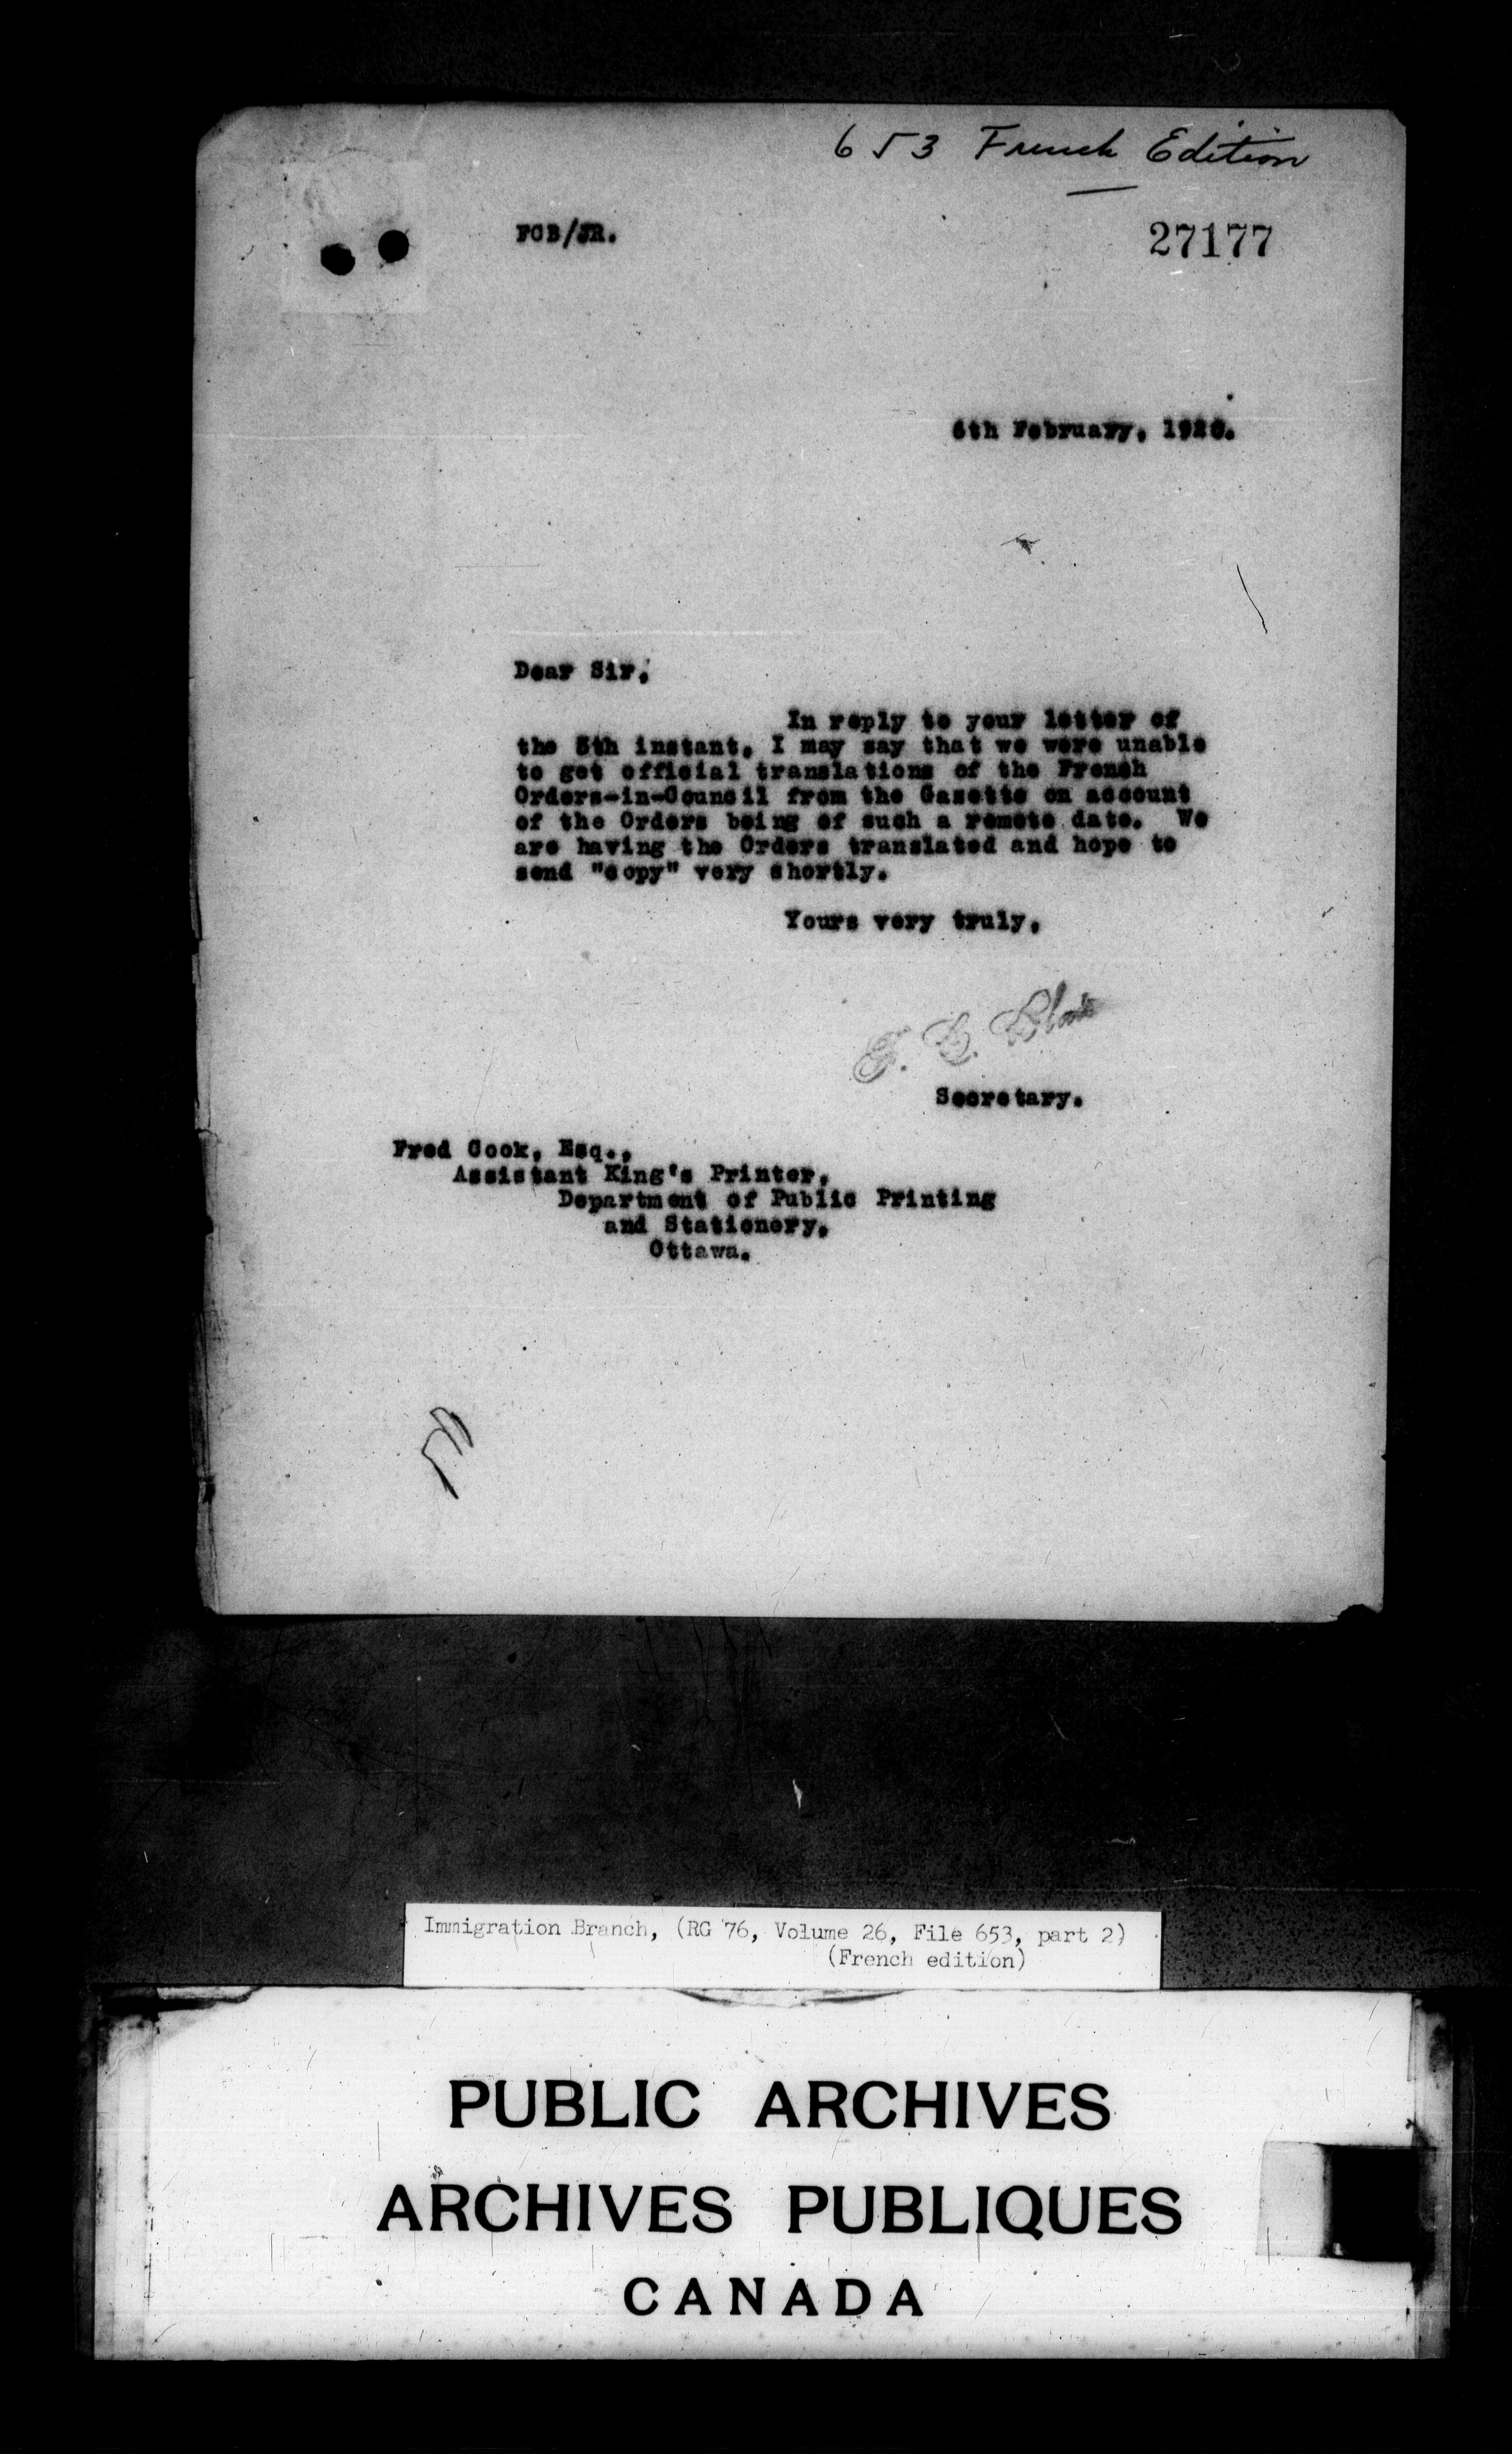 653 French Edition
FCB/JR.
27177
6th February, 1920.
Dear Sir,
In reply to your letter of
the 5th instant, I may say that we were unable
to get official translations of the French
Orders-in-Council from the Gazette on account
of the Orders being of such a remote date. We
are having the Orders translated and hope to
send "copy" very shortly.
Yours very truly,
F. C. Blair
Secretary.
Fred Cook, Esq.,
Assistant King's Printer,
Department of Public Printing
and Stationery,
Ottawa.
Immigration Branch, (RG 76, Volume 26, File 653, part 2)
(French edition)
PUBLIC ARCHIVES
ARCHIVES PUBLIQUES
CANADA